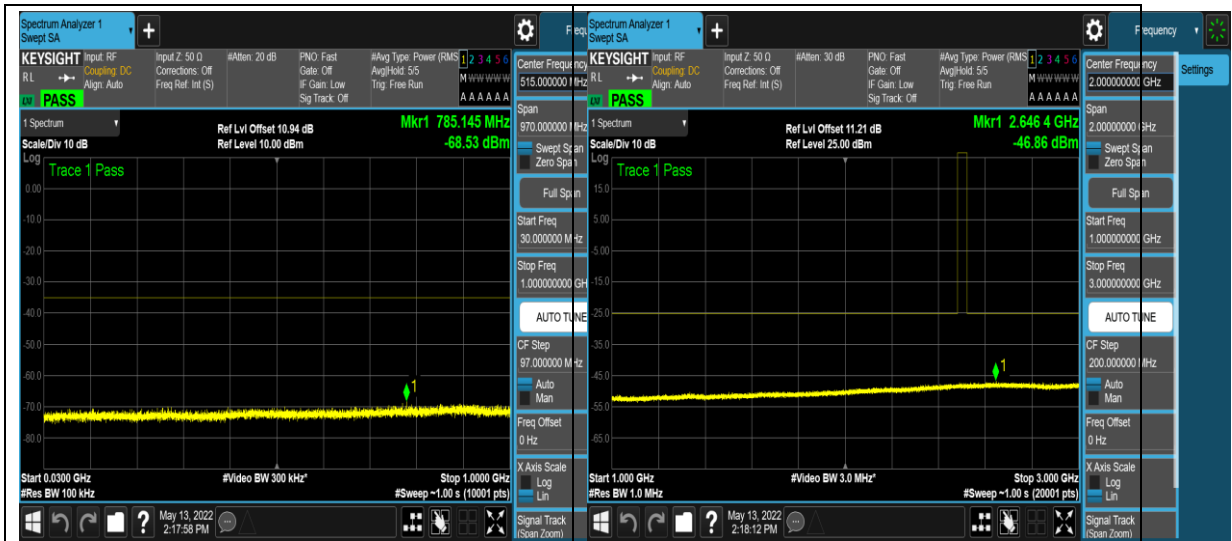 Spectrum Analyzer 1
Swept SA
+
Frequ
KEYSIGHT
Input: RF
Coupling: DC
Align: Auto
Input Z: 50 Ω
Corrections: Off
Freq Ref: Int (S)
#Atten: 20 dB
PNO: Fast
Gate: Off
IF Gain: Low
Sig Track: Off
#Avg Type: Power (RMS
Avg|Hold: 5/5
Trig: Free Run
1 2 3 4 5 6
M W W W W W
A A A A A A
R L
LXI
PASS
1 Spectrum
Scale/Div 10 dB
Ref Lvl Offset 10.94 dB
Ref Level 10.00 dBm
Mkr1 785.145 MHz
-68.53 dBm
Log
Trace 1 Pass
0.00
-10.0
-20.0
-30.0
-40.0
-50.0
-60.0
-70.0
-80.0
1
Start 0.0300 GHz
#Res BW 100 kHz
#Video BW 300 kHz*
Stop 1.0000 GHz
#Sweep ~1.00 s (10001 pts)
Center Frequency
515.000000 MHz
Span
970.000000 MHz
Swept Span
Zero Span
Full Span
Start Freq
30.000000 MHz
Stop Freq
1.000000000 GH
AUTO TUNE
CF Step
97.000000 MHz
Auto
Man
Freq Offset
0 Hz
X Axis Scale
Log
Lin
Signal Track
(Span Zoom)
?
May 13, 2022
2:17:58 PM
Spectrum Analyzer 1
Swept SA
+
Frequency
Settings
KEYSIGHT
Input: RF
Coupling: DC
Align: Auto
Input Z: 50 Ω
Corrections: Off
Freq Ref: Int (S)
#Atten: 30 dB
PNO: Fast
Gate: Off
IF Gain: Low
Sig Track: Off
#Avg Type: Power (RMS
Avg|Hold: 5/5
Trig: Free Run
1 2 3 4 5 6
M W W W W W
A A A A A A
R L
LXI
PASS
1 Spectrum
Scale/Div 10 dB
Ref Lvl Offset 11.21 dB
Ref Level 25.00 dBm
Mkr1 2.646 4 GHz
-46.86 dBm
Log
Trace 1 Pass
15.0
5.00
-5.00
-15.0
-25.0
-35.0
-45.0
-55.0
-65.0
1
Start 1.000 GHz
#Res BW 1.0 MHz
#Video BW 3.0 MHz*
Stop 3.000 GHz
#Sweep ~1.00 s (20001 pts)
Center Frequency
2.000000000 GHz
Span
2.00000000 GHz
Swept Span
Zero Span
Full Span
Start Freq
1.000000000 GHz
Stop Freq
3.000000000 GHz
AUTO TUNE
CF Step
200.000000 MHz
Auto
Man
Freq Offset
0 Hz
X Axis Scale
Log
Lin
Signal Track
(Span Zoom)
?
May 13, 2022
2:18:12 PM